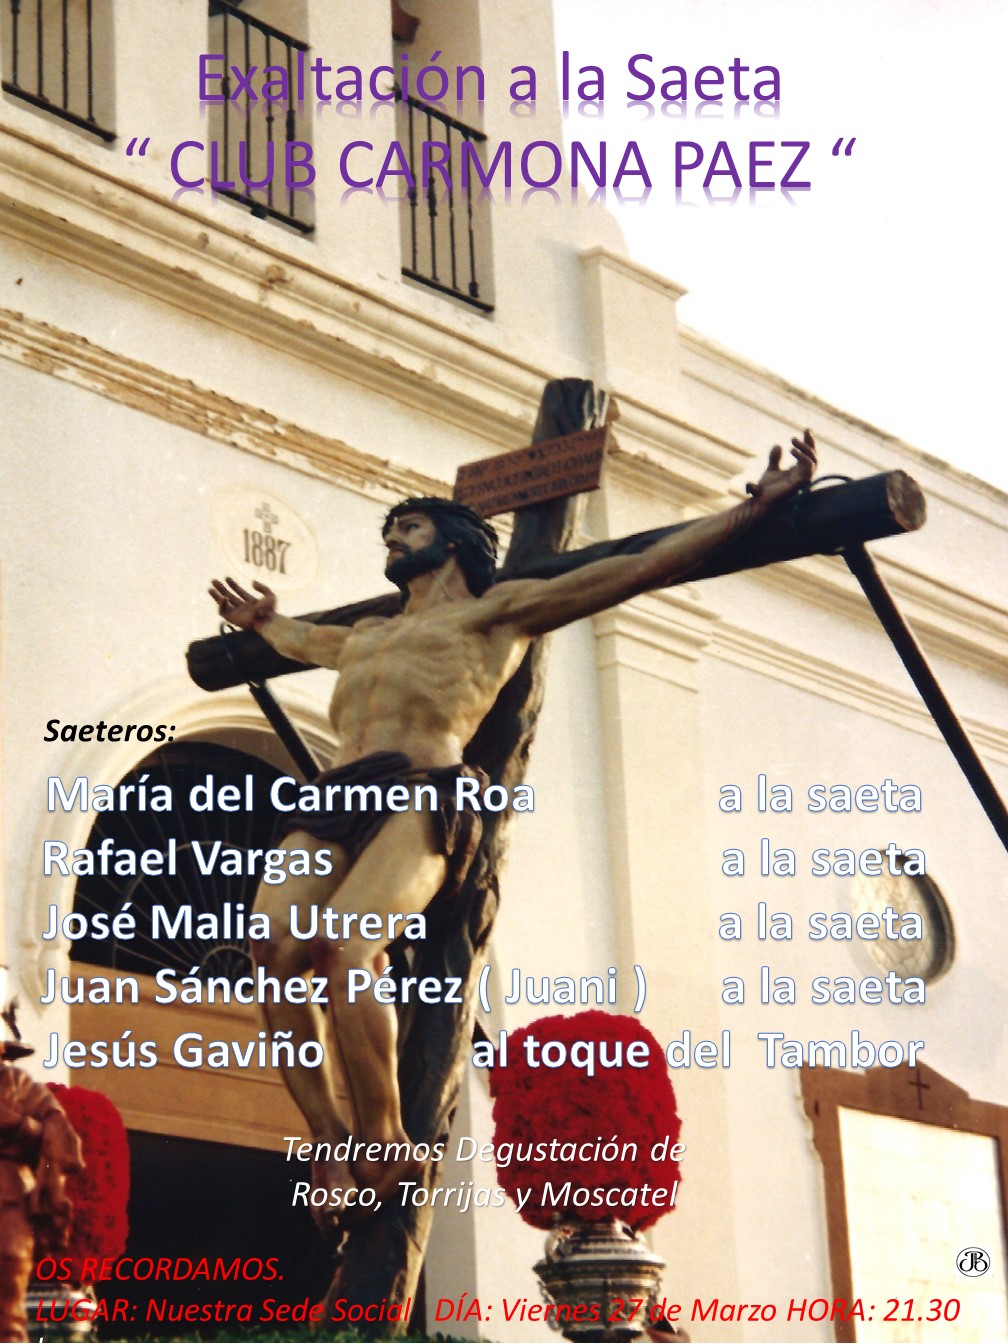 Exaltación a la Saeta
“ CLUB CARMONA PAEZ “
1887
Saeteros:
María del Carmen Roa a la saeta
Rafael Vargas a la saeta
José Malia Utrera a la saeta
Juan Sánchez Pérez ( Juani ) a la saeta
Jesús Gaviño al toque del Tambor
Tendremos Degustación de
Rosco, Torrijas y Moscatel
OS RECORDAMOS.
LUGAR: Nuestra Sede Social DÍA: Viernes 27 de Marzo HORA: 21.30